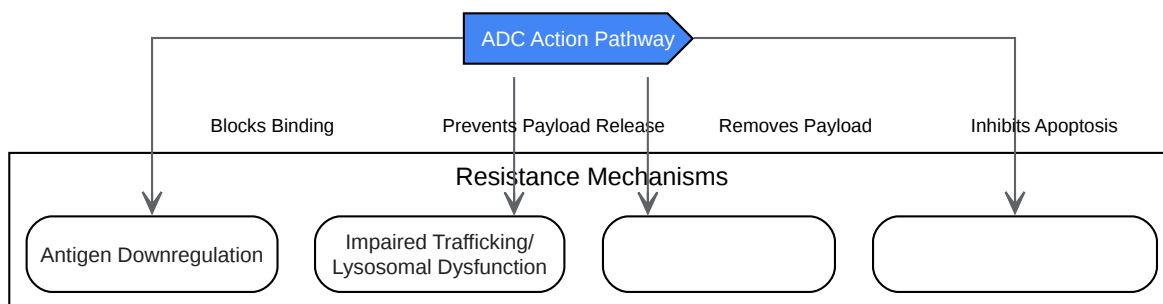 ADC Action Pathway
Blocks Binding
Prevents Payload Release
Removes Payload
Inhibits Apoptosis
Resistance Mechanisms
Antigen Downregulation
Impaired Trafficking/
Lysosomal Dysfunction